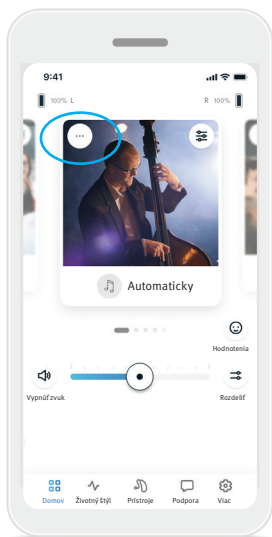 9:41
100% L
R 100%
Automaticky
Hodnotenia
Vypnúť zvuk
Rozdeliť
Domov
Životný štýl
Prístroje
Podpora
Viac